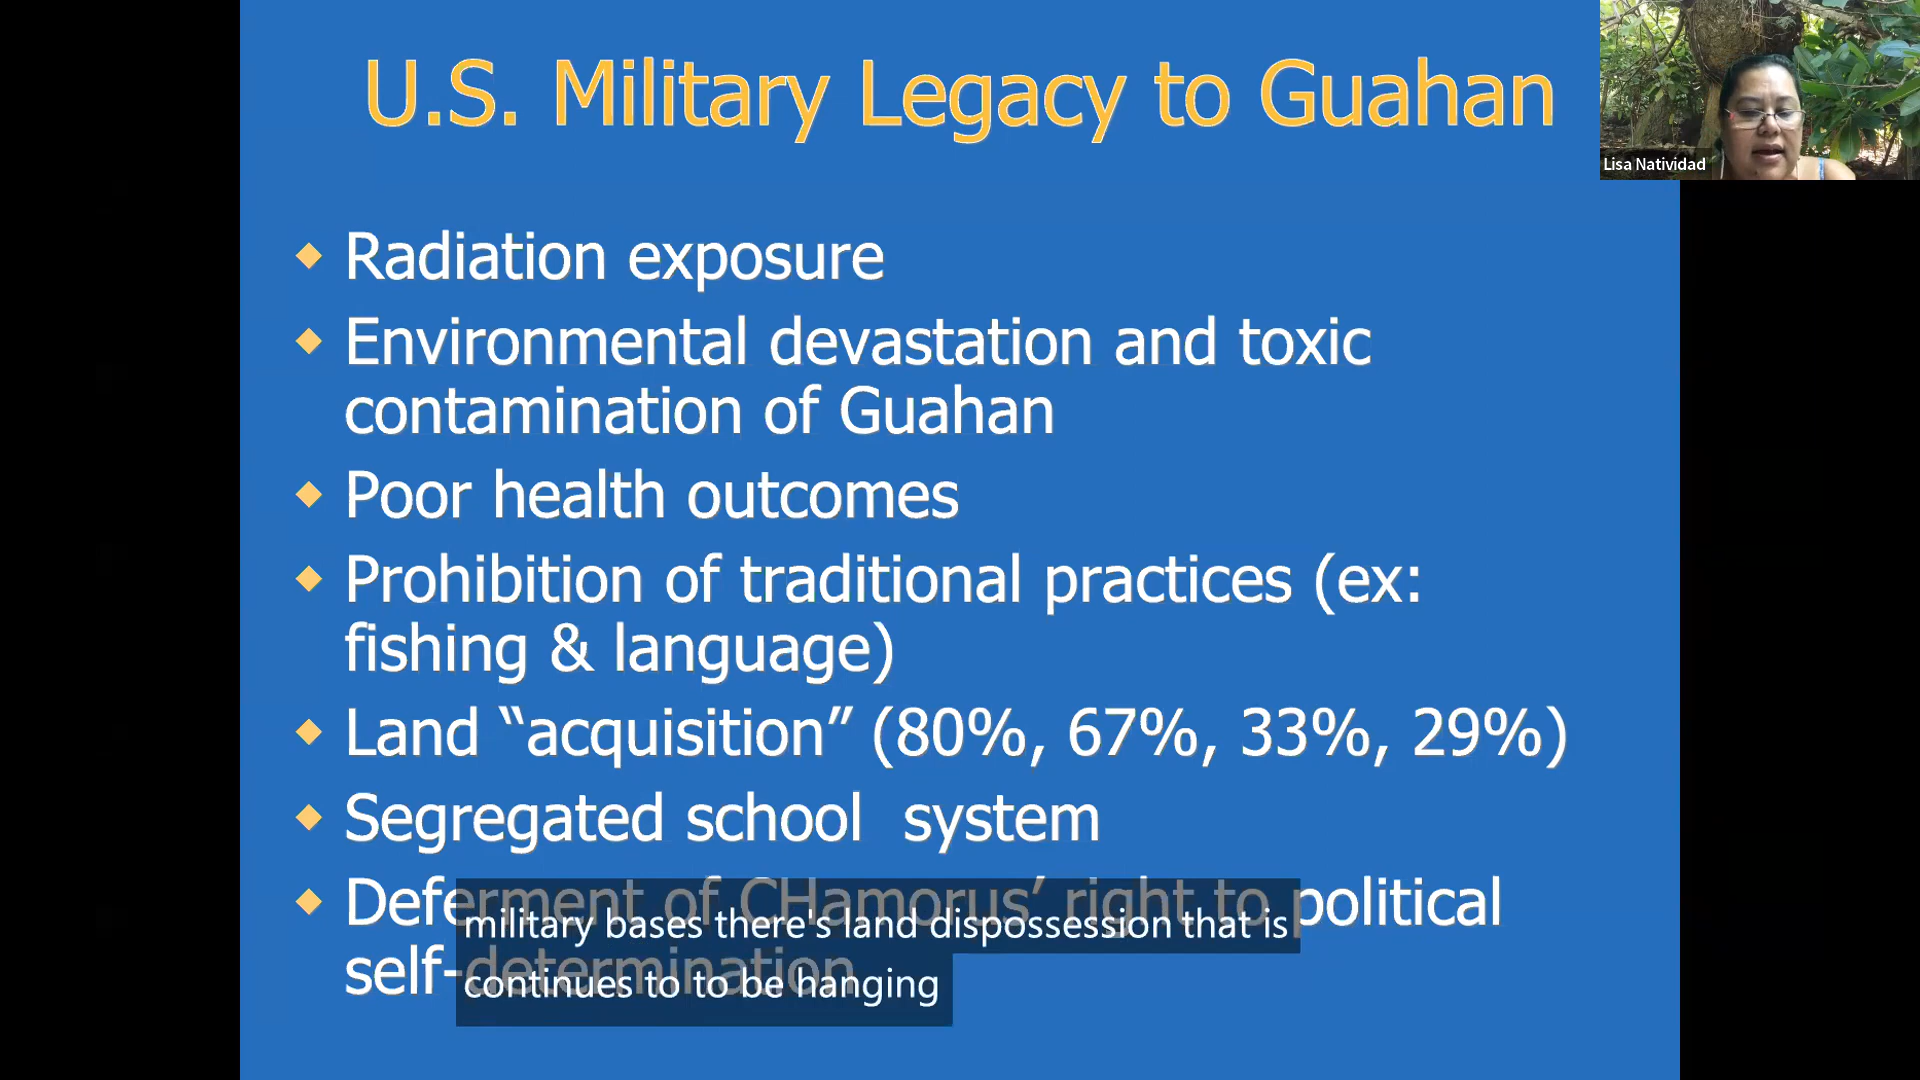 U.S. Military Legacy to Guahan
Lisa Natividad
Radiation exposure
Environmental devastation and toxic
contamination of Guahan
Poor health outcomes
Prohibition of traditional practices (ex:
fishing & language)
Land “acquisition” (80%, 67%, 33%, 29%)
Segregated school system
Deferment of CHamorus’ right to political
self-determination
military bases there's land dispossession that is
continues to to be hanging